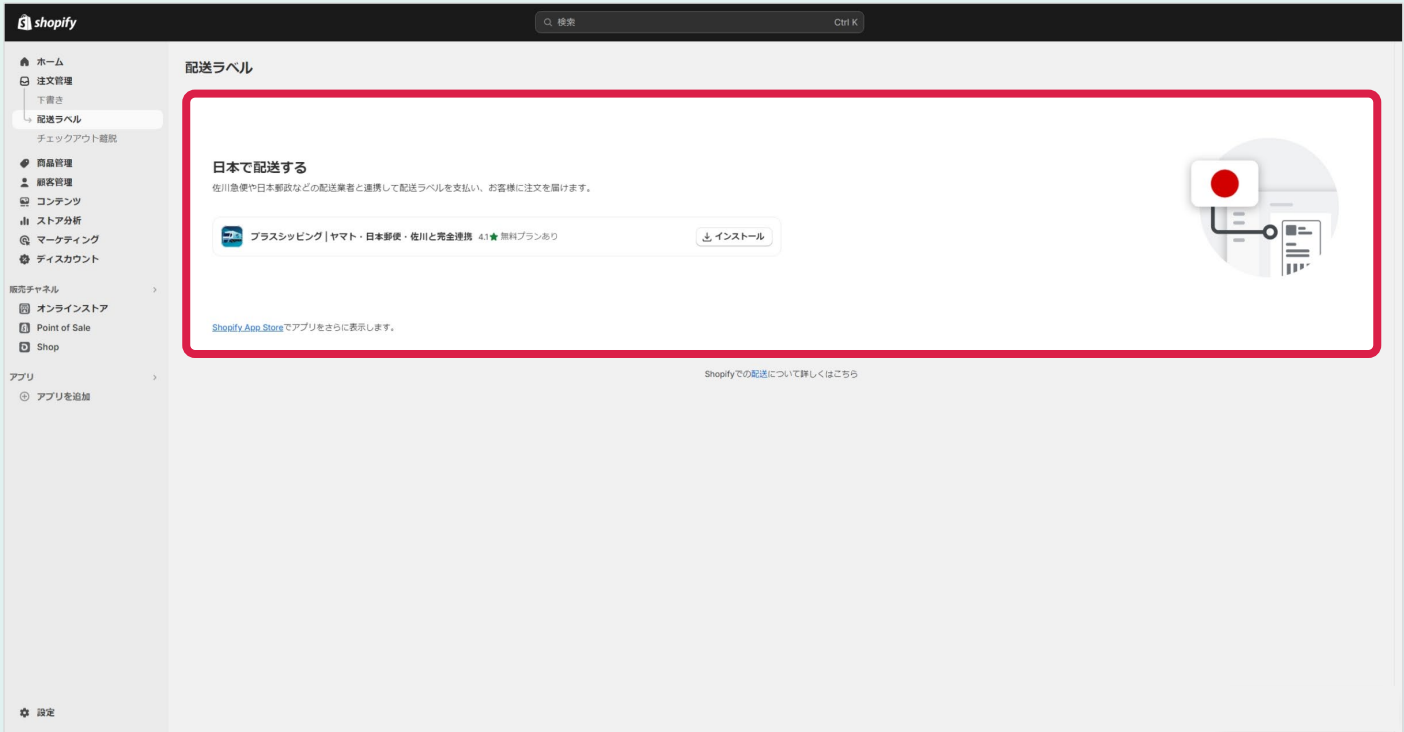 shopify
検索
Ctrl K
ホーム
注文管理
下書き
配送ラベル
チェックアウト離脱
商品管理
顧客管理
コンテンツ
ストア分析
マーケティング
ディスカウント
販売チャネル
オンラインストア
Point of Sale
Shop
アプリ
アプリを追加
設定
配送ラベル
日本で配送する
佐川急便や日本郵政などの配送業者と連携して配送ラベルを支払い、お客様に注文を届けます。
プラスシッピング | ヤマト・日本郵便・佐川と完全連携 4.1★ 無料プランあり
インストール
Shopify App Storeでアプリをさらに表示します。
Shopifyでの配送について詳しくはこちら